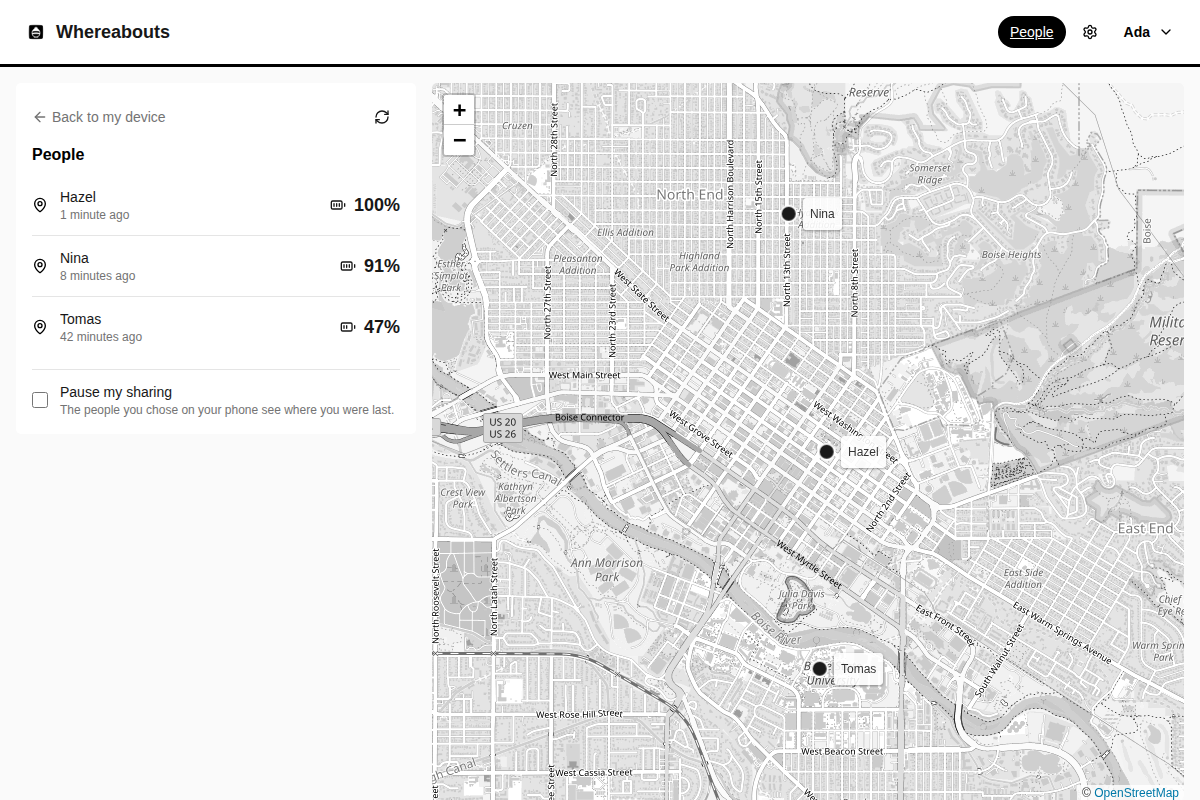 Whereabouts
People
Ada
Back to my device
People
Hazel
1 minute ago
100%
Nina
8 minutes ago
91%
Tomas
42 minutes ago
47%
Pause my sharing
The people you chose on your phone see where you were last.
+
−
Reserve
Cruzen
North 28th Street
North Harrison Boulevard
North 15th Street
Somerset
Ridge
North End
Nina
Boise
Ellis Addition
Pleasanton
Addition
Highland
Park Addition
North 13th Street
North 8th Street
Boise Heights
Esther
Simplot
Park
North 27th Street
North 23rd Street
West State Street
West Main Street
Boise Connector
US 20
US 26
West Grove Street
Hazel
Settlers Canal
Crest View
Park
Kathryn
Albertson
Park
North 2nd Street
East End
North Roosevelt Street
North Latah Street
Ann Morrison
Park
West Myrtle Street
Julia Davis
Park
East Side
Addition
Boise River
East Front Street
East Warm Springs Avenue
South Walnut Street
Chief
Park
Tomas
West Rose Hill Street
West Beacon Street
West Cassia Street
Canal
© OpenStreetMap